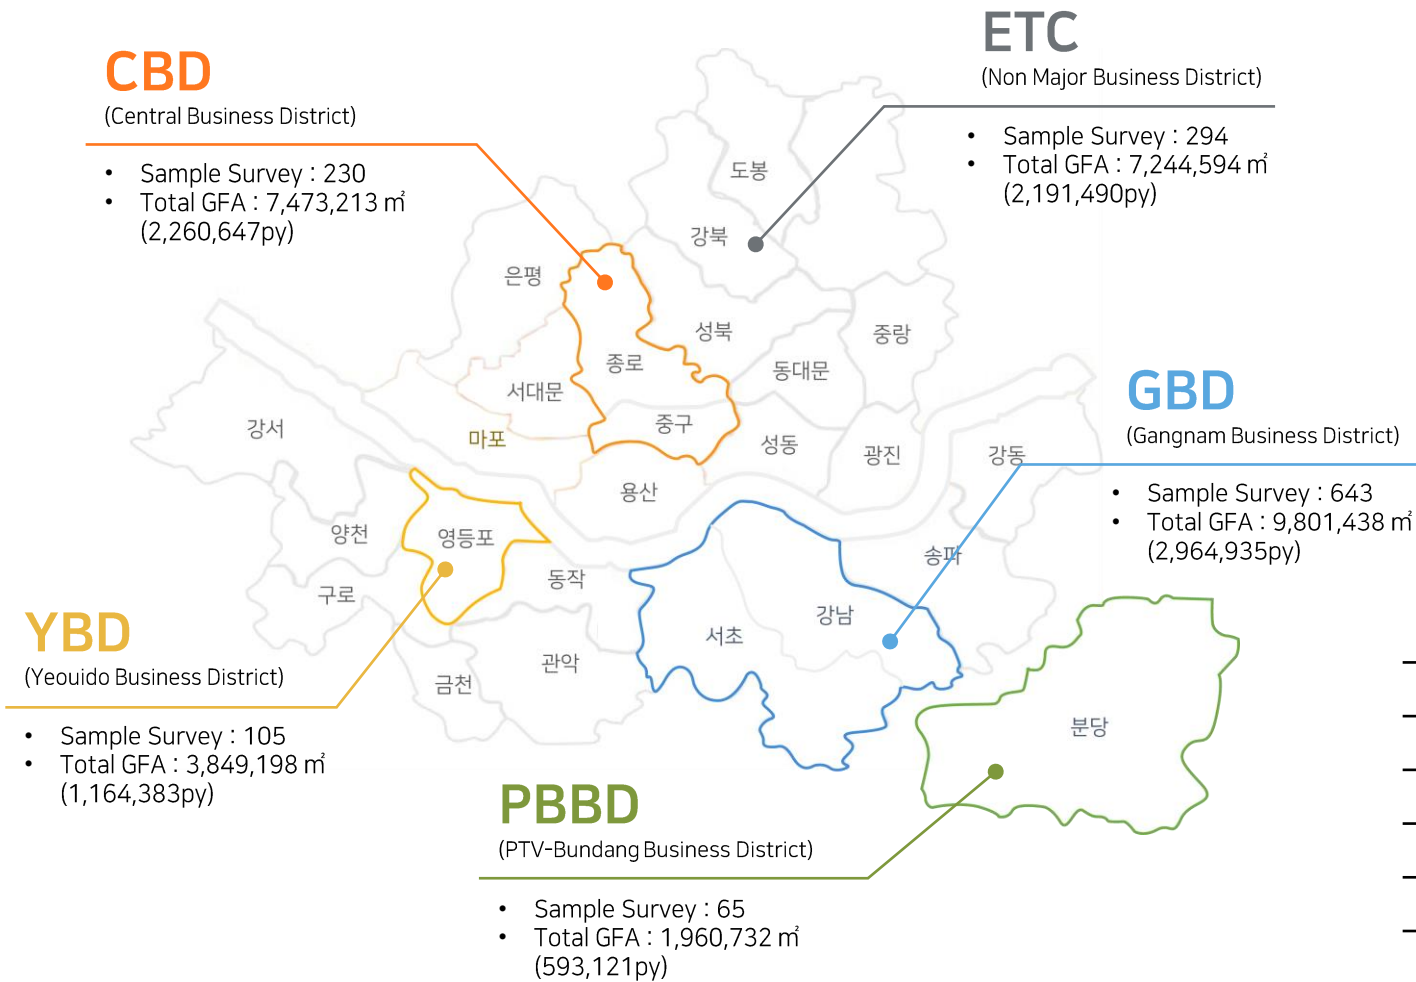 ETC
(Non Major Business District)
• Sample Survey : 294
• Total GFA : 7,244,594 ㎡
(2,191,490py)
CBD
(Central Business District)
• Sample Survey : 230
• Total GFA : 7,473,213 ㎡
(2,260,647py)
도봉
강북
은평
성북
중랑
종로
동대문
서대문
중구
마포
강서
성동
광진
강동
용산
양천
영등포
송파
동작
구로
강남
서초
관악
금천
분당
GBD
(Gangnam Business District)
• Sample Survey : 643
• Total GFA : 9,801,438 ㎡
(2,964,935py)
YBD
(Yeouido Business District)
• Sample Survey : 105
• Total GFA : 3,849,198 ㎡
(1,164,383py)
PBBD
(PTV-Bundang Business District)
• Sample Survey : 65
• Total GFA : 1,960,732 ㎡
(593,121py)